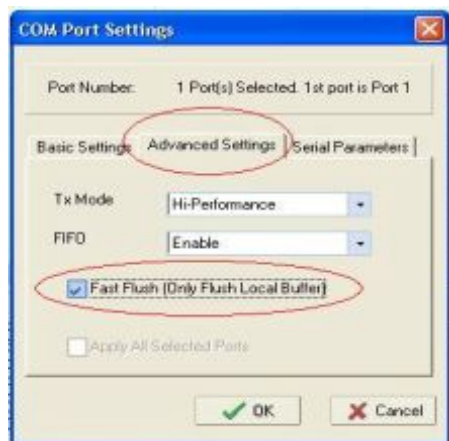 COM Port Settings
Port Number: 1 Port(s) Selected. 1st port is Port 1
Basic Settings Advanced Settings Serial Parameters
Tx Mode Hi-Performance
FIFO Enable
Fast Flush (Only Flush Local Buffer)
Apply All Selected Ports
OK Cancel